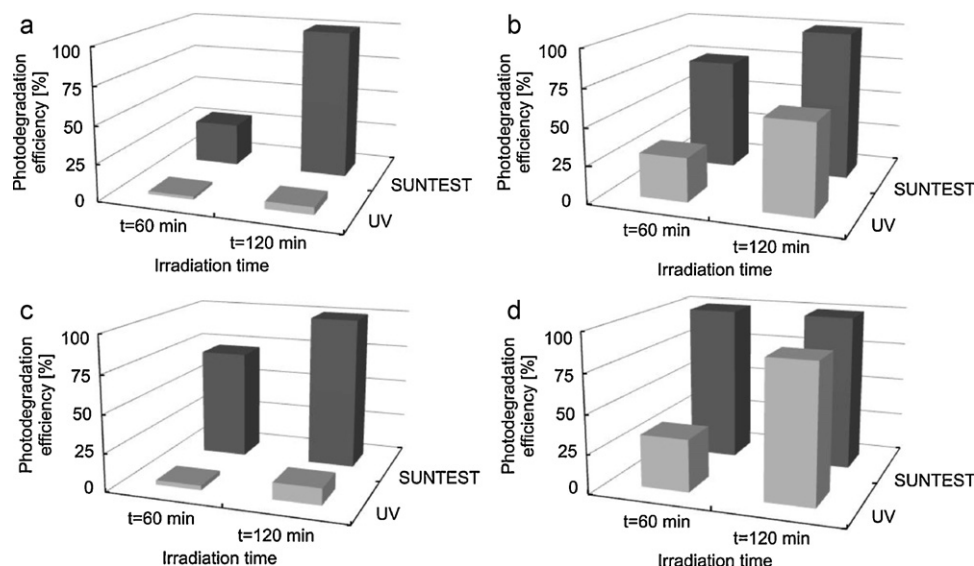 a
Photodegradation
efficiency [%]
100
75
50
25
0
t=60 min
t=120 min
SUNTEST
UV
Irradiation time
b
Photodegradation
efficiency [%]
100
75
50
25
0
t=60 min
t=120 min
SUNTEST
UV
Irradiation time
c
Photodegradation
efficiency [%]
100
75
50
25
0
t=60 min
t=120 min
SUNTEST
UV
Irradiation time
d
Photodegradation
efficiency [%]
100
75
50
25
0
t=60 min
t=120 min
SUNTEST
UV
Irradiation time